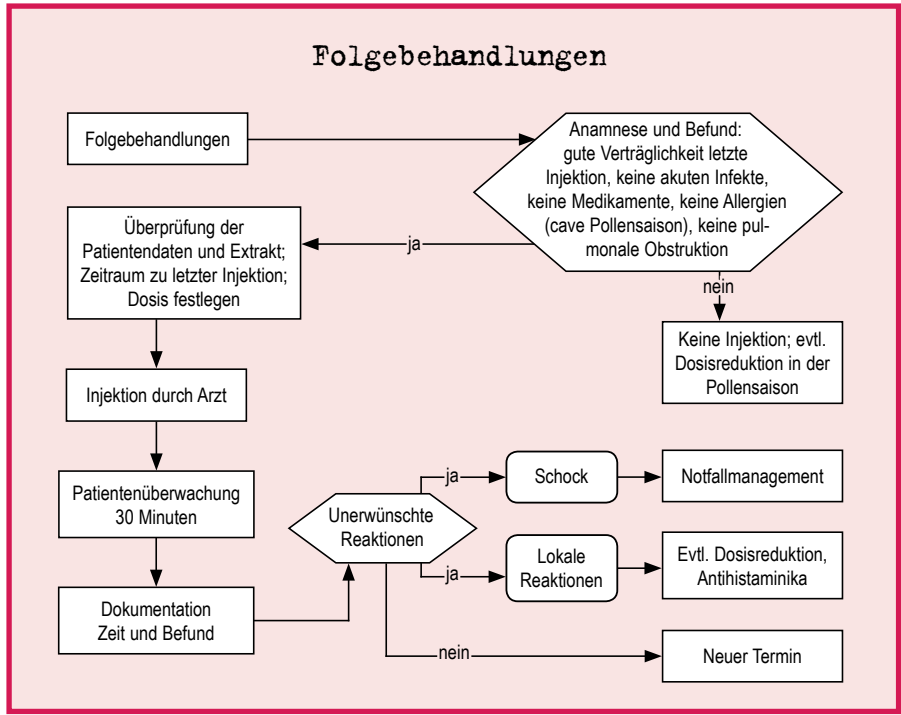 Folgebehandlungen
Folgebehandlungen
Anamnese und Befund:
gute Verträglichkeit letzte
Injektion, keine akuten Infekte,
keine Medikamente, keine Allergien
(cave Pollensaison), keine pul-
monale Obstruktion
ja
Überprüfung der
Patientendaten und Extrakt;
Zeitraum zu letzter Injektion;
Dosis festlegen
nein
Keine Injektion; evtl.
Dosisreduktion in der
Pollensaison
Injektion durch Arzt
Patientenüberwachung
30 Minuten
Dokumentation
Zeit und Befund
Unerwünschte
Reaktionen
ja
Schock
Notfallmanagement
ja
Lokale
Reaktionen
Evtl. Dosisreduktion,
Antihistaminika
nein
Neuer Termin